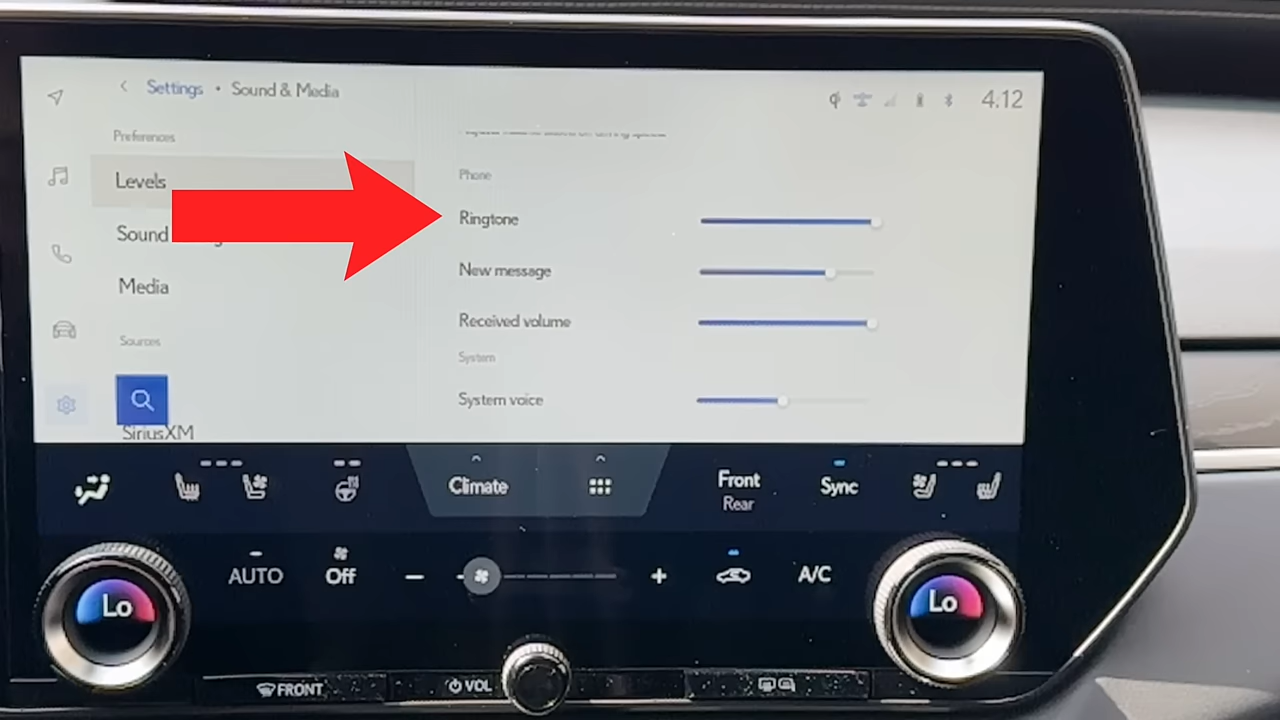 Settings • Sound & Media
4:12
Preferences
Levels
Sound
Media
Sources
SiriusXM
Phone
Ringtone
New message
Received volume
System
System voice
Climate
Front
Rear
Sync
AUTO
Off
A/C
Lo
Lo
FRONT
VOL